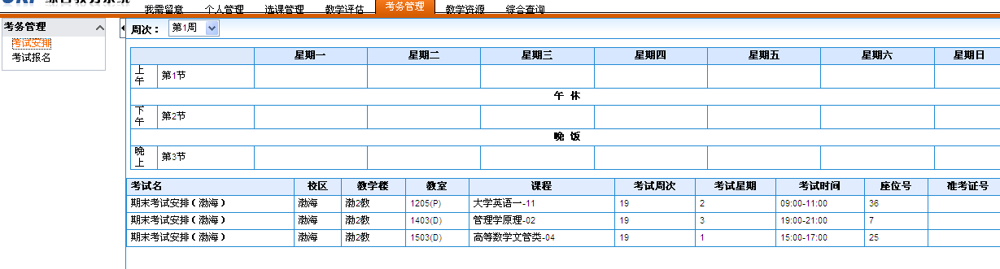 综合教务系统
我需留意 个人管理 选课管理 教学评估 考务管理 教学资源 综合查询
考务管理
考试安排
考试报名
周次： 第1周
星期一 星期二 星期三 星期四 星期五 星期六 星期日
上午 第1节
午 休
下午 第2节
晚 饭
晚上 第3节
考试名 校区 教学楼 教室 课程 考试周次 考试星期 考试时间 座位号 准考证号
期末考试安排（渤海） 渤海 渤2教 1205(P) 大学英语一-11 19 2 09:00-11:00 36
期末考试安排（渤海） 渤海 渤2教 1403(D) 管理学原理-02 19 3 19:00-21:00 7
期末考试安排（渤海） 渤海 渤2教 1503(D) 高等数学文管类-04 19 1 15:00-17:00 25